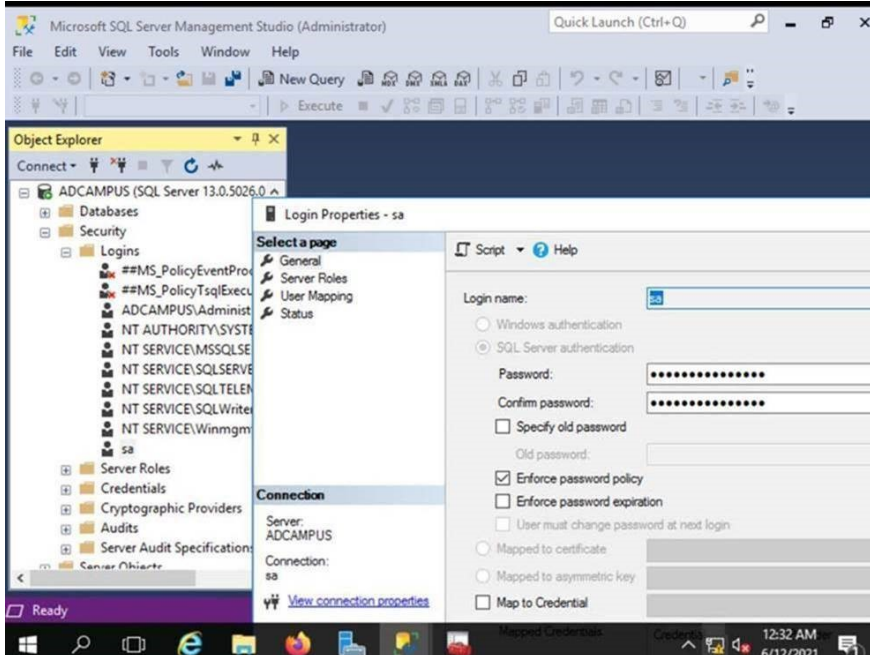 Microsoft SQL Server Management Studio (Administrator)
Quick Launch (Ctrl+Q)
File Edit View Tools Window Help
New Query MDX DMX XMLA DAX
Execute
Object Explorer
Connect
ADCAMPUS (SQL Server 13.0.5026.0
Databases
Security
Logins
##MS_PolicyEventProc
##MS_PolicyTsqlExecu
ADCAMPUS\Administ
NT AUTHORITY\SYSTE
NT SERVICE\MSSQLSE
NT SERVICE\SQLSERVE
NT SERVICE\SQLTELEM
NT SERVICE\SQLWrite
NT SERVICE\Winmgm
sa
Server Roles
Credentials
Cryptographic Providers
Audits
Server Audit Specifications
Server Objects
Login Properties - sa
Select a page
General
Server Roles
User Mapping
Status
Connection
Server:
ADCAMPUS
Connection:
sa
View connection properties
Script Help
Login name: sa
Windows authentication
SQL Server authentication
Password: ●●●●●●●●●●●●●●●
Confirm password: ●●●●●●●●●●●●●●●
Specify old password
Old password:
Enforce password policy
Enforce password expiration
User must change password at next login
Mapped to certificate
Mapped to asymmetric key
Map to Credential
Mapped Credentials
Ready
12:32 AM
6/12/2021